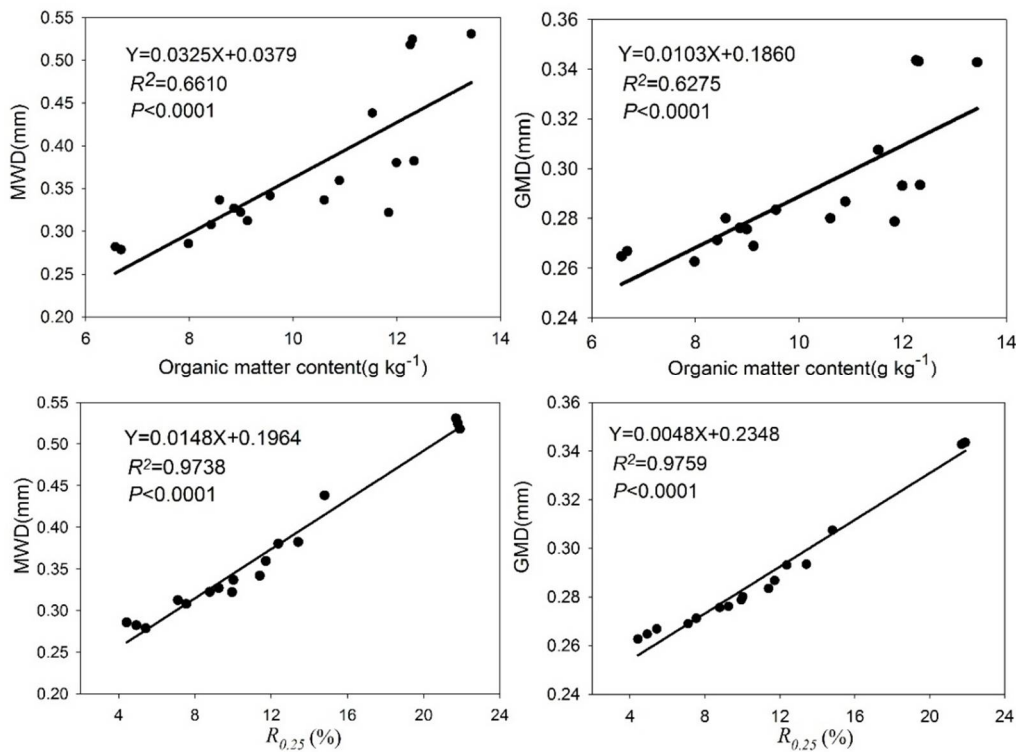 0.55
0.50
0.45
0.40
0.35
0.30
0.25
0.20
MWD(mm)
Y=0.0325X+0.0379
R²=0.6610
P<0.0001
6 8 10 12 14
Organic matter content(g kg⁻¹)
0.36
0.34
0.32
0.30
0.28
0.26
0.24
GMD(mm)
Y=0.0103X+0.1860
R²=0.6275
P<0.0001
6 8 10 12 14
Organic matter content(g kg⁻¹)
0.55
0.50
0.45
0.40
0.35
0.30
0.25
0.20
MWD(mm)
Y=0.0148X+0.1964
R²=0.9738
P<0.0001
4 8 12 16 20 24
R₀.₂₅ (%)
0.36
0.34
0.32
0.30
0.28
0.26
0.24
GMD(mm)
Y=0.0048X+0.2348
R²=0.9759
P<0.0001
4 8 12 16 20 24
R₀.₂₅ (%)